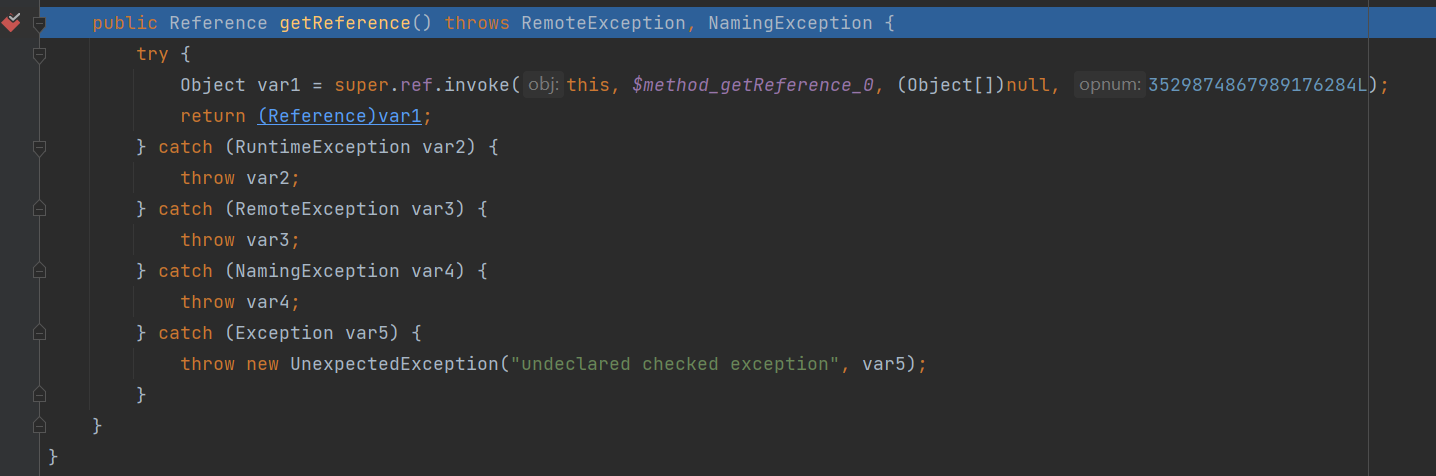 public Reference getReference() throws RemoteException, NamingException {
try {
Object var1 = super.ref.invoke( obj: this, $method_getReference_0, (Object[])null, opnum: 3529874867989176284L);
return (Reference)var1;
} catch (RuntimeException var2) {
throw var2;
} catch (RemoteException var3) {
throw var3;
} catch (NamingException var4) {
throw var4;
} catch (Exception var5) {
throw new UnexpectedException("undeclared checked exception", var5);
}
}
}